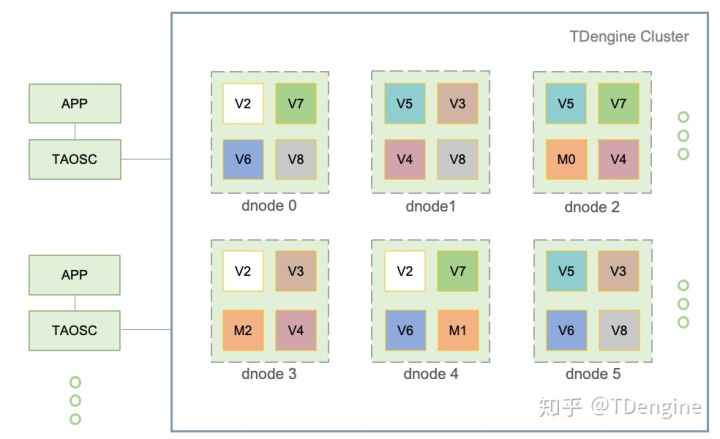 TDengine Cluster
APP
TAOSC
V2 V7
V6 V8
dnode 0
V5 V3
V4 V8
dnode1
V5 V7
M0 V4
dnode 2
APP
TAOSC
V2 V3
M2 V4
dnode 3
V2 V7
V6 M1
dnode 4
V5 V3
V6 V8
dnode 5
知乎 @TDengine